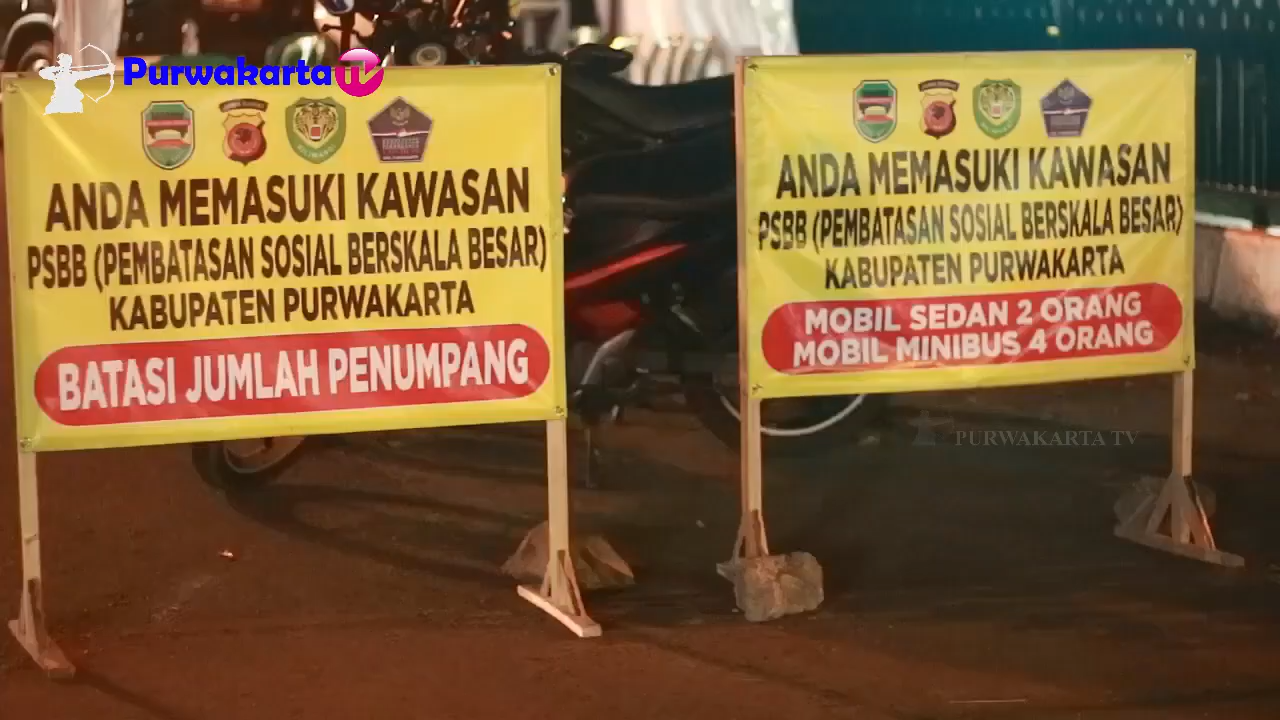 Purwakarta TV
ANDA MEMASUKI KAWASAN
PSBB (PEMBATASAN SOSIAL BERSKALA BESAR)
KABUPATEN PURWAKARTA
BATASI JUMLAH PENUMPANG
ANDA MEMASUKI KAWASAN
PSBB (PEMBATASAN SOSIAL BERSKALA BESAR)
KABUPATEN PURWAKARTA
MOBIL SEDAN 2 ORANG
MOBIL MINIBUS 4 ORANG
PURWAKARTA TV